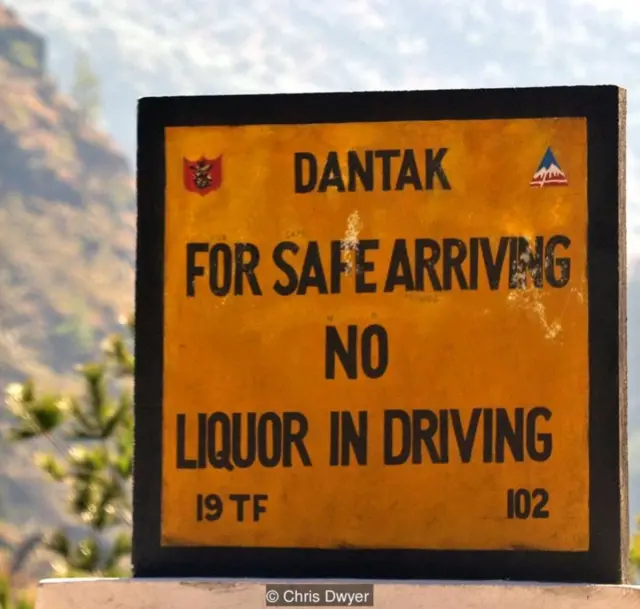 DANTAK
FOR SAFE ARRIVING
NO
LIQUOR IN DRIVING
19 TF 102
© Chris Dwyer